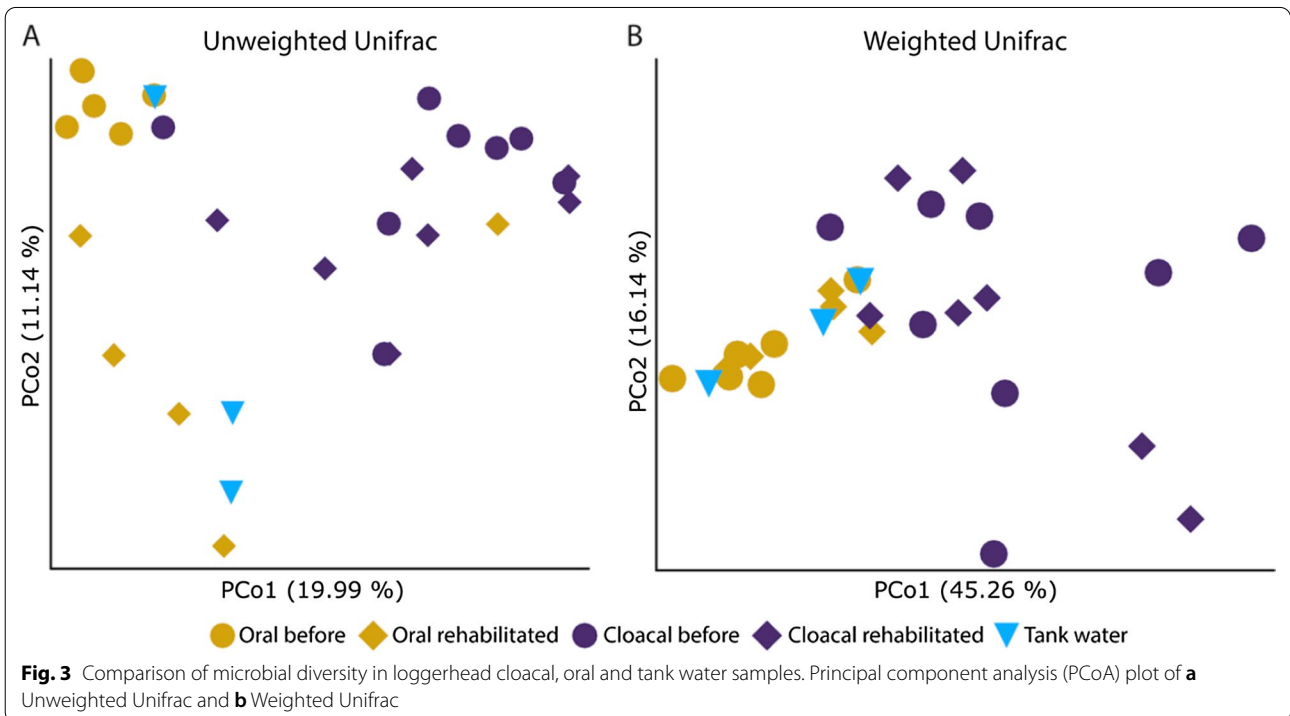 A
Unweighted Unifrac
B
Weighted Unifrac
PCo2 (11.14 %)
PCo2 (16.14 %)
PCo1 (19.99 %)
PCo1 (45.26 %)
Oral before Oral rehabilitated Cloacal before Cloacal rehabilitated Tank water
Fig. 3 Comparison of microbial diversity in loggerhead cloacal, oral and tank water samples. Principal component analysis (PCoA) plot of a
Unweighted Unifrac and b Weighted Unifrac